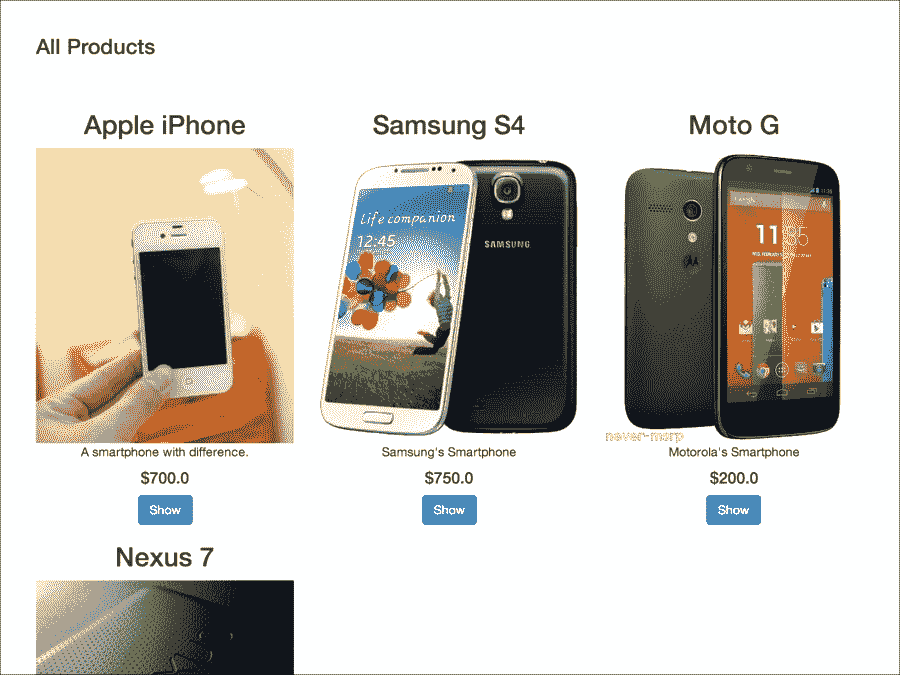 All Products
Apple iPhone
Samsung S4
Moto G
Life companion
12:45
SAMSUNG
11:35
never-morp
A smartphone with difference.
Samsung's Smartphone
Motorola's Smartphone
$700.0
$750.0
$200.0
Show
Show
Show
Nexus 7